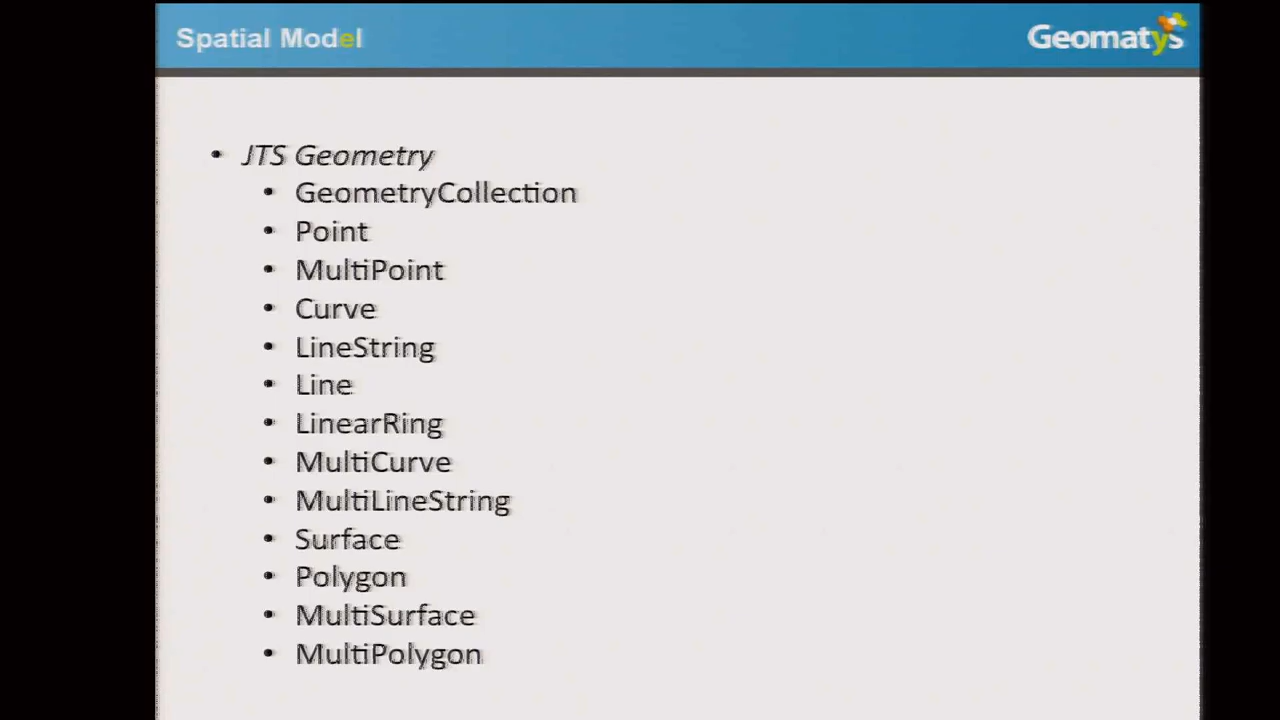 Spatial Model
Geomatys
• JTS Geometry
• GeometryCollection
• Point
• MultiPoint
• Curve
• LineString
• Line
• LinearRing
• MultiCurve
• MultiLineString
• Surface
• Polygon
• MultiSurface
• MultiPolygon